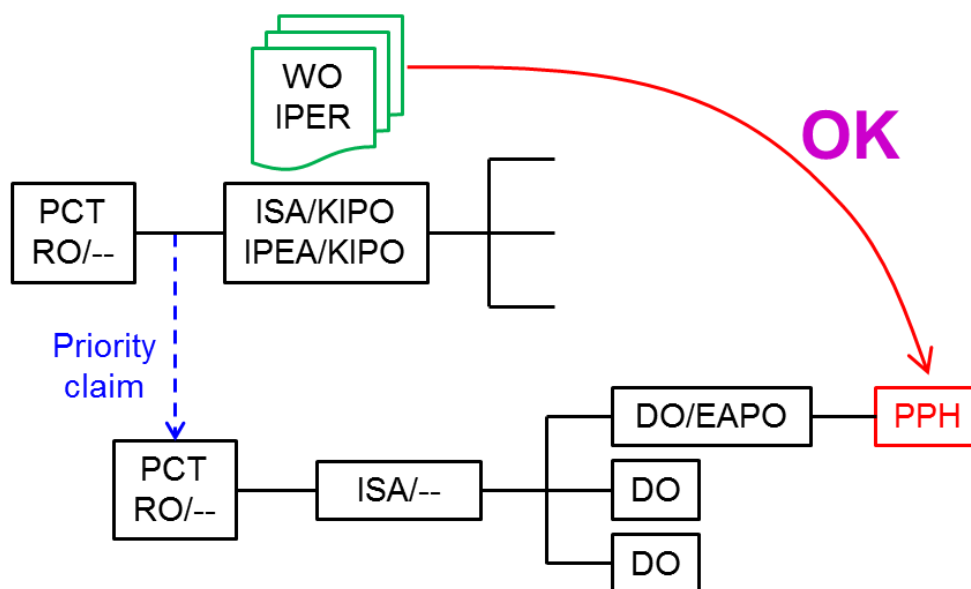 WO
IPER
OK
PCT
RO/--
ISA/KIPO
IPEA/KIPO
Priority
claim
DO/EAPO
PPH
PCT
RO/--
ISA/--
DO
DO